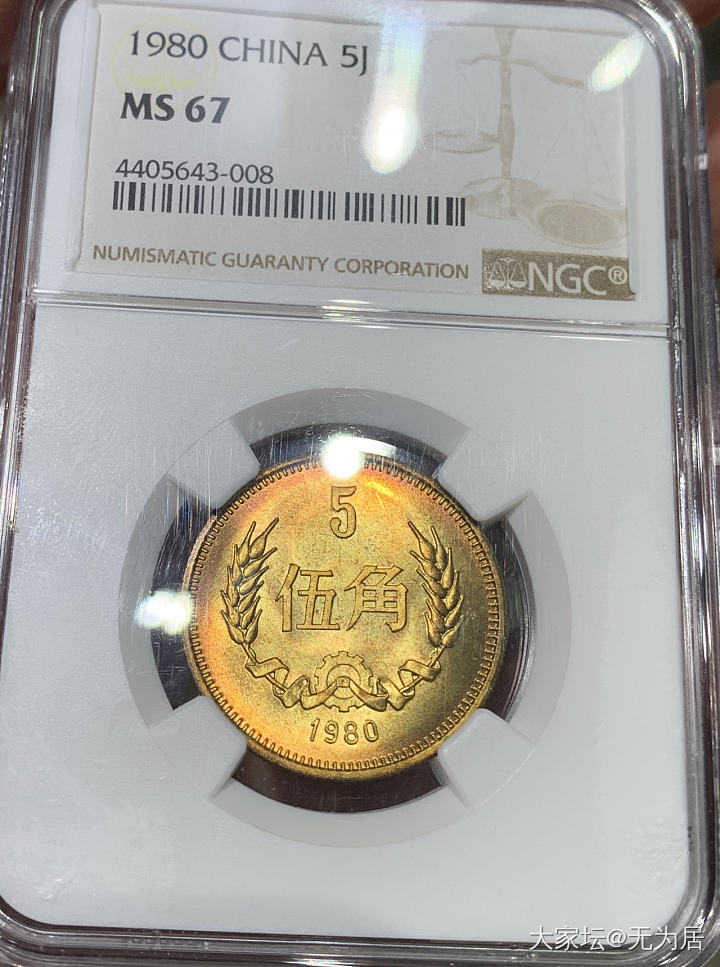 1980 CHINA 5J
MS 67
4405643-008
NUMISMATIC GUARANTY CORPORATION
NGC®
5
伍角
1980
大家坛@无为居